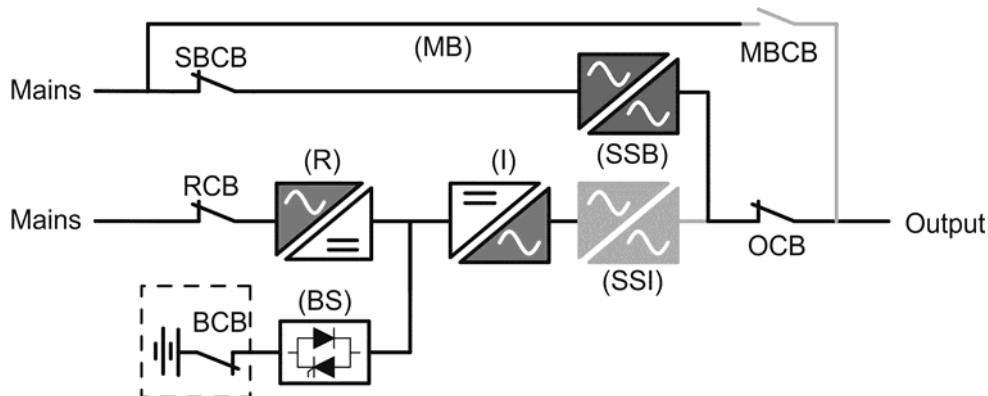 (MB)
MBCB
SBCB
Mains
(SSB)
(R)
(I)
RCB
Mains
Output
OCB
(SSI)
(BS)
BCB